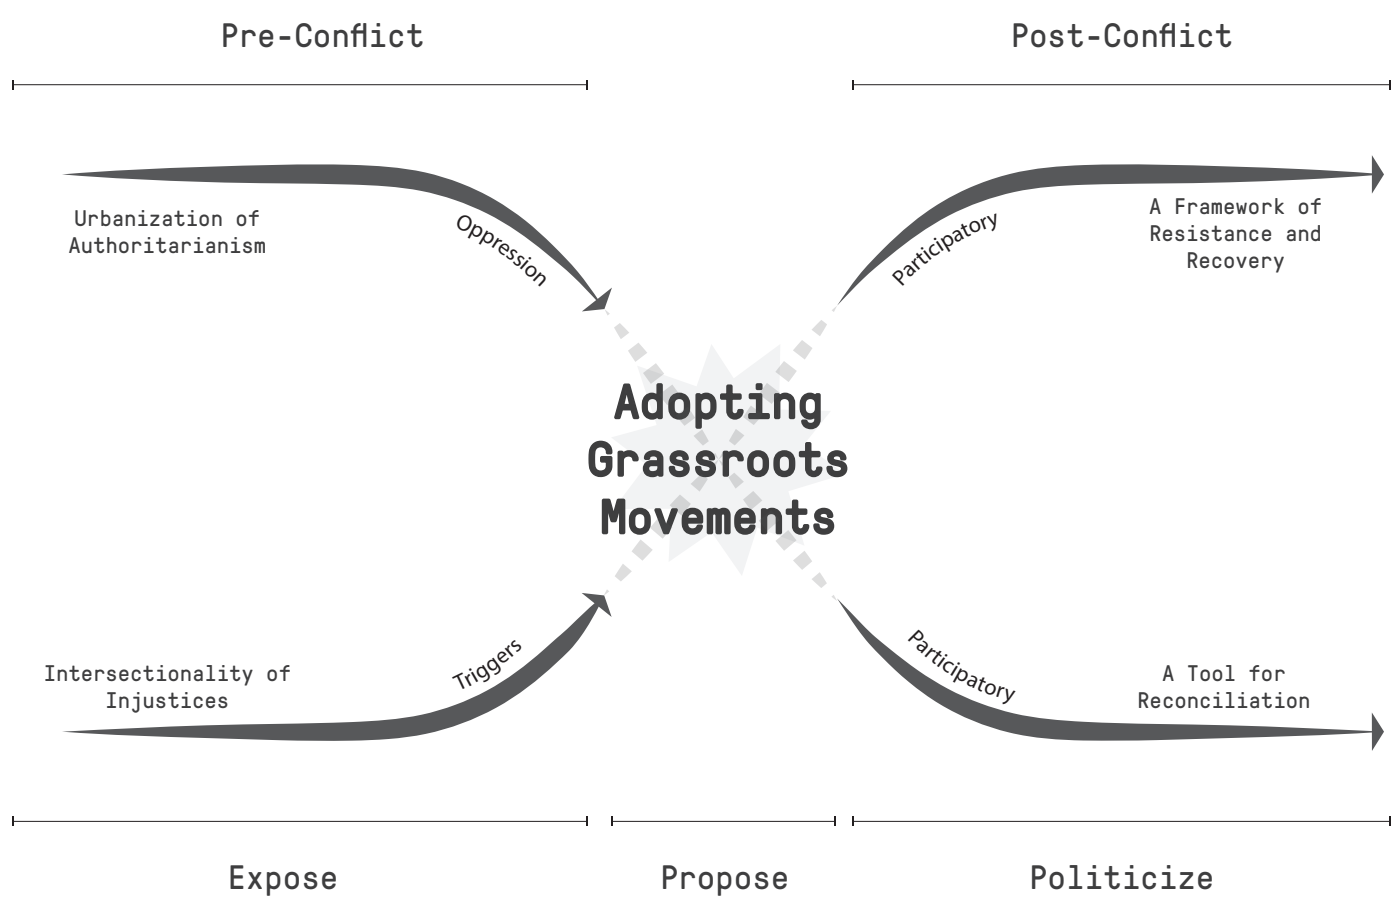 Pre-Conflict
Post-Conflict
Urbanization of
Authoritarianism
Oppression
Participatory
A Framework of
Resistance and
Recovery
Adopting
Grassroots
Movements
Intersectionality of
Injustices
Triggers
Participatory
A Tool for
Reconciliation
Expose
Propose
Politicize